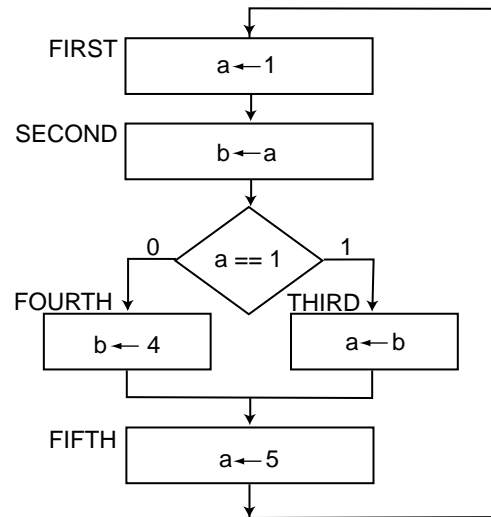 FIRST
a←1
SECOND
b←a
0
a == 1
1
FOURTH
b← 4
THIRD
a←b
FIFTH
a←5